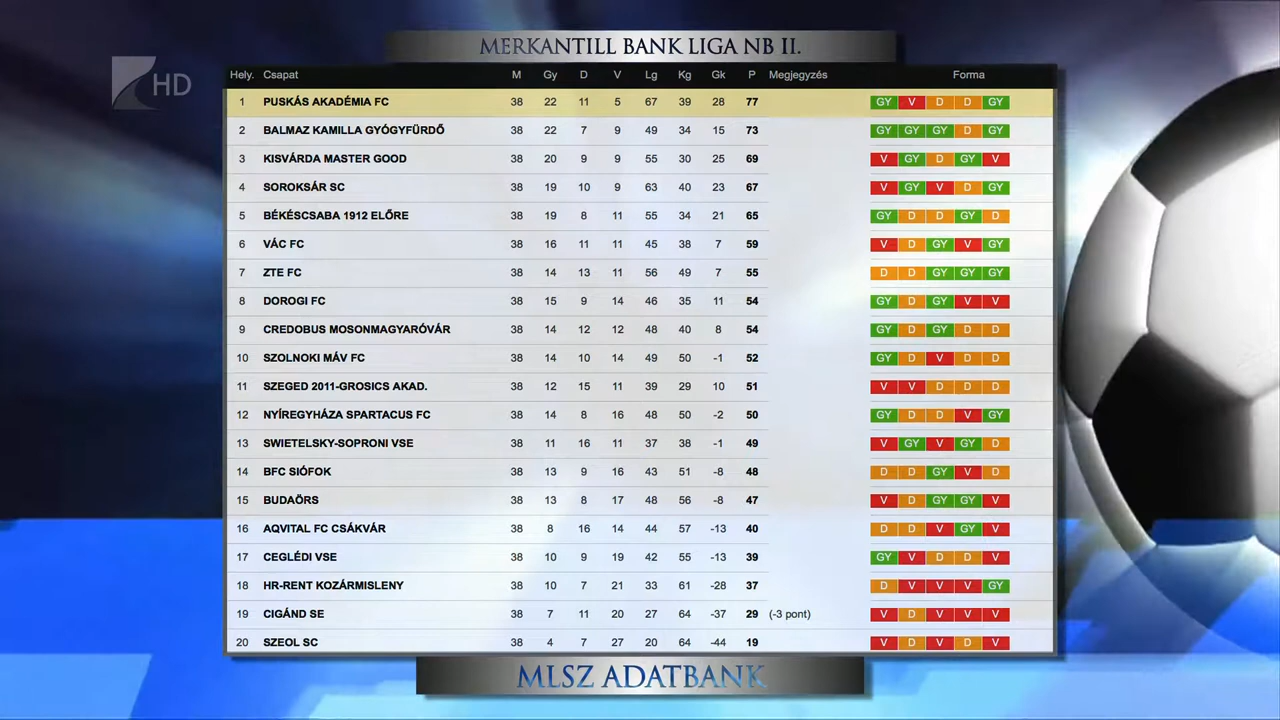 MERKANTILL BANK LIGA NB II.
HD
Hely. Csapat M Gy D V Lg Kg Gk P Megjegyzés Forma
1 PUSKÁS AKADÉMIA FC 38 22 11 5 67 39 28 77 GY V D D GY
2 BALMAZ KAMILLA GYÓGYFÜRDŐ 38 22 7 9 49 34 15 73 GY GY GY D GY
3 KISVÁRDA MASTER GOOD 38 20 9 9 55 30 25 69 V GY D GY V
4 SOROKSÁR SC 38 19 10 9 63 40 23 67 V GY V D GY
5 BÉKÉSCSABA 1912 ELŐRE 38 19 8 11 55 34 21 65 GY D D GY D
6 VÁC FC 38 16 11 11 45 38 7 59 V D GY V GY
7 ZTE FC 38 14 13 11 56 49 7 55 D D GY GY GY
8 DOROGI FC 38 15 9 14 46 35 11 54 GY D GY V V
9 CREDOBUS MOSONMAGYARÓVÁR 38 14 12 12 48 40 8 54 GY D GY D D
10 SZOLNOKI MÁV FC 38 14 10 14 49 50 -1 52 GY D V D D
11 SZEGED 2011-GROSICS AKAD. 38 12 15 11 39 29 10 51 V V D D D
12 NYÍREGYHÁZA SPARTACUS FC 38 14 8 16 48 50 -2 50 GY D D V GY
13 SWIETELSKY-SOPRONI VSE 38 11 16 11 37 38 -1 49 V GY V GY D
14 BFC SIÓFOK 38 13 9 16 43 51 -8 48 D D GY V D
15 BUDAÖRS 38 13 8 17 48 56 -8 47 V D GY GY V
16 AQVITAL FC CSÁKVÁR 38 8 16 14 44 57 -13 40 D D V GY V
17 CEGLÉDI VSE 38 10 9 19 42 55 -13 39 GY V D D V
18 HR-RENT KOZÁRMISLENY 38 10 7 21 33 61 -28 37 D V V V GY
19 CIGÁND SE 38 7 11 20 27 64 -37 29 (-3 pont) V D V V V
20 SZEOL SC 38 4 7 27 20 64 -44 19 V D V D V
MLSZ ADATBANK